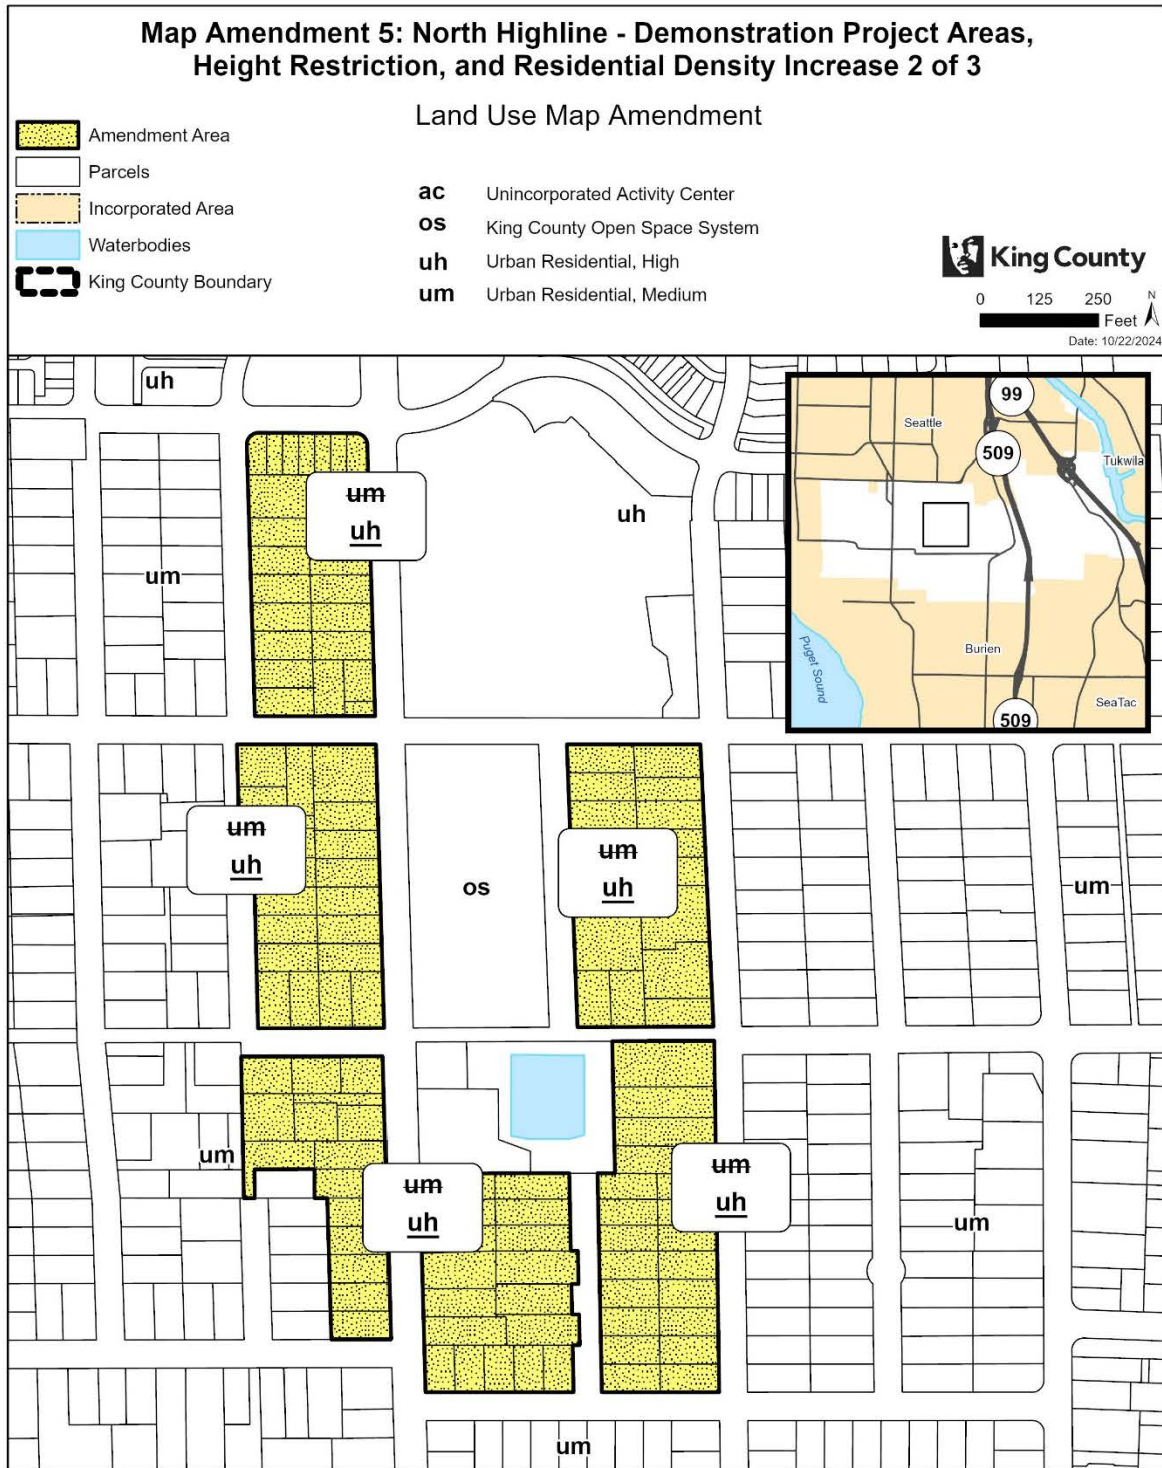 Map Amendment 5: North Highline - Demonstration Project Areas,
Height Restriction, and Residential Density Increase 2 of 3
Land Use Map Amendment
Amendment Area
Parcels
Incorporated Area
Waterbodies
King County Boundary
ac Unincorporated Activity Center
os King County Open Space System
uh Urban Residential, High
um Urban Residential, Medium
King County
0 125 250
Feet
N
Date: 10/22/2024
uh
99
Seattle
509
Tukwila
um
uh
uh
um
Burien
Puget Sound
SeaTac
509
um
uh
um
uh
os
um
um
um
uh
um
uh
um
um
um